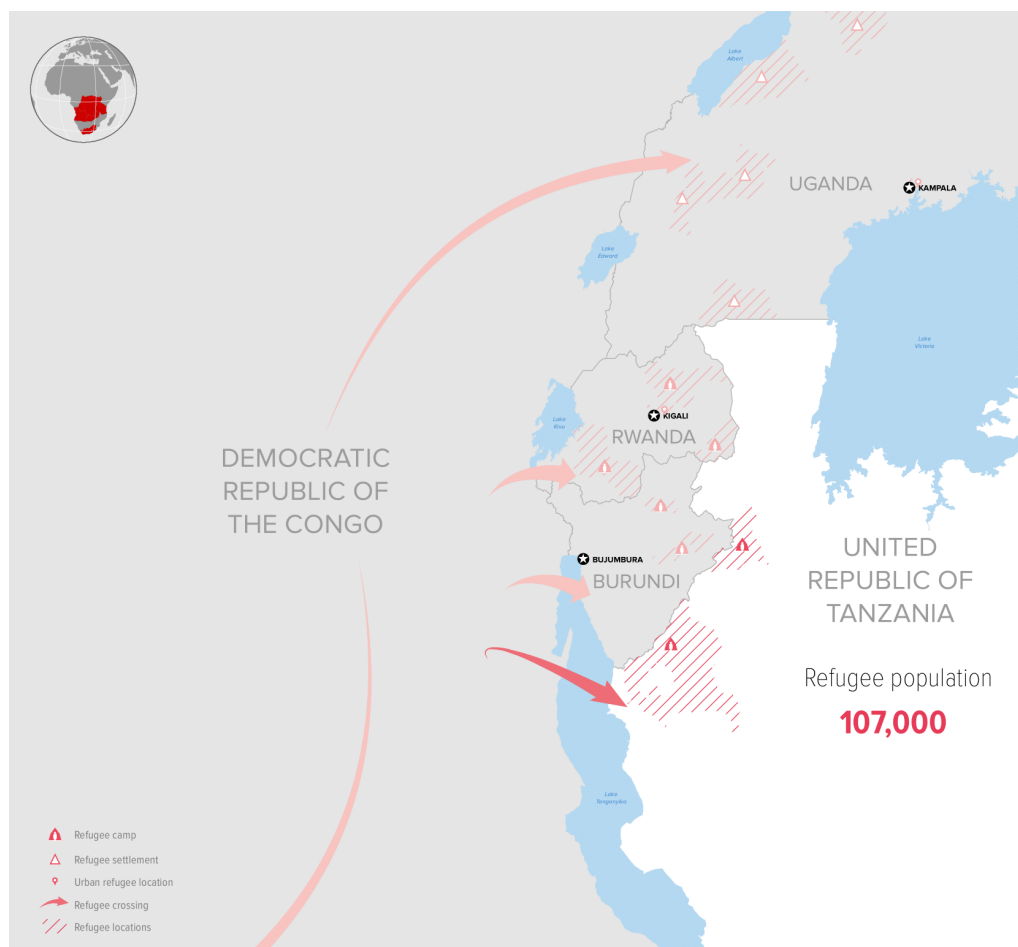 Lake
Albert
UGANDA
KAMPALA
Lake
Edward
Lake
Victoria
Lake
Kivu
KIGALI
RWANDA
DEMOCRATIC
REPUBLIC OF
THE CONGO
BUJUMBURA
BURUNDI
UNITED
REPUBLIC OF
TANZANIA
Refugee population
107,000
Lake
Tanganyika
Refugee camp
Refugee settlement
Urban refugee location
Refugee crossing
Refugee locations